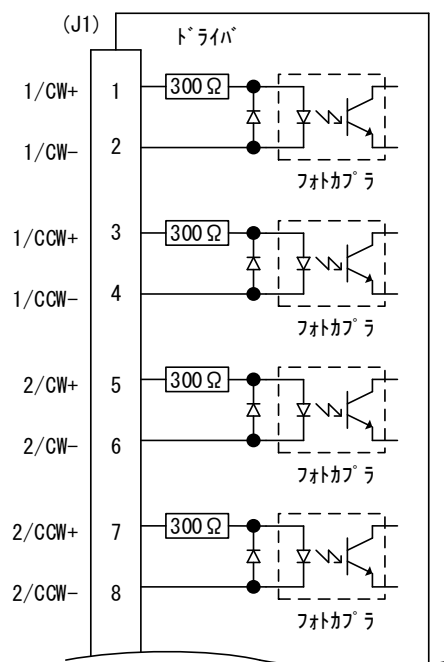 (J1)
ﾄﾞﾗｲﾊﾞ
1/CW+ 1 300Ω
1/CW- 2
ﾌｫﾄｶﾌﾟﾗ
1/CCW+ 3 300Ω
1/CCW- 4
ﾌｫﾄｶﾌﾟﾗ
2/CW+ 5 300Ω
2/CW- 6
ﾌｫﾄｶﾌﾟﾗ
2/CCW+ 7 300Ω
2/CCW- 8
ﾌｫﾄｶﾌﾟﾗ